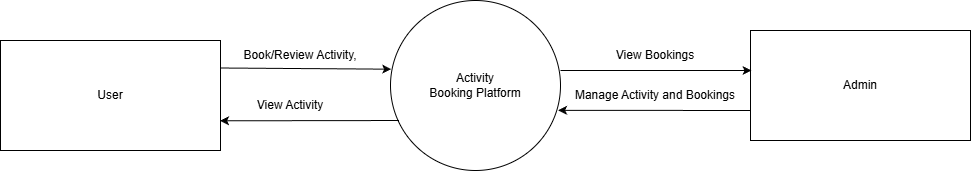 Book/Review Activity,
View Bookings
Activity
Booking Platform
User
View Activity
Manage Activity and Bookings
Admin